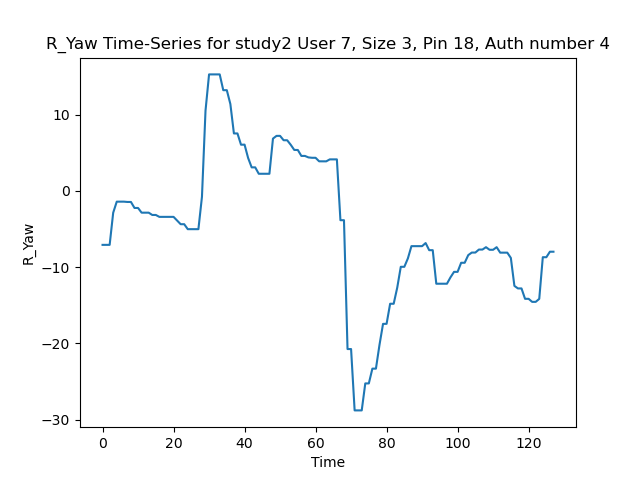 R_Yaw Time-Series for study2 User 7, Size 3, Pin 18, Auth number 4
R_Yaw
10
0
−10
−20
−30
0 20 40 60 80 100 120
Time